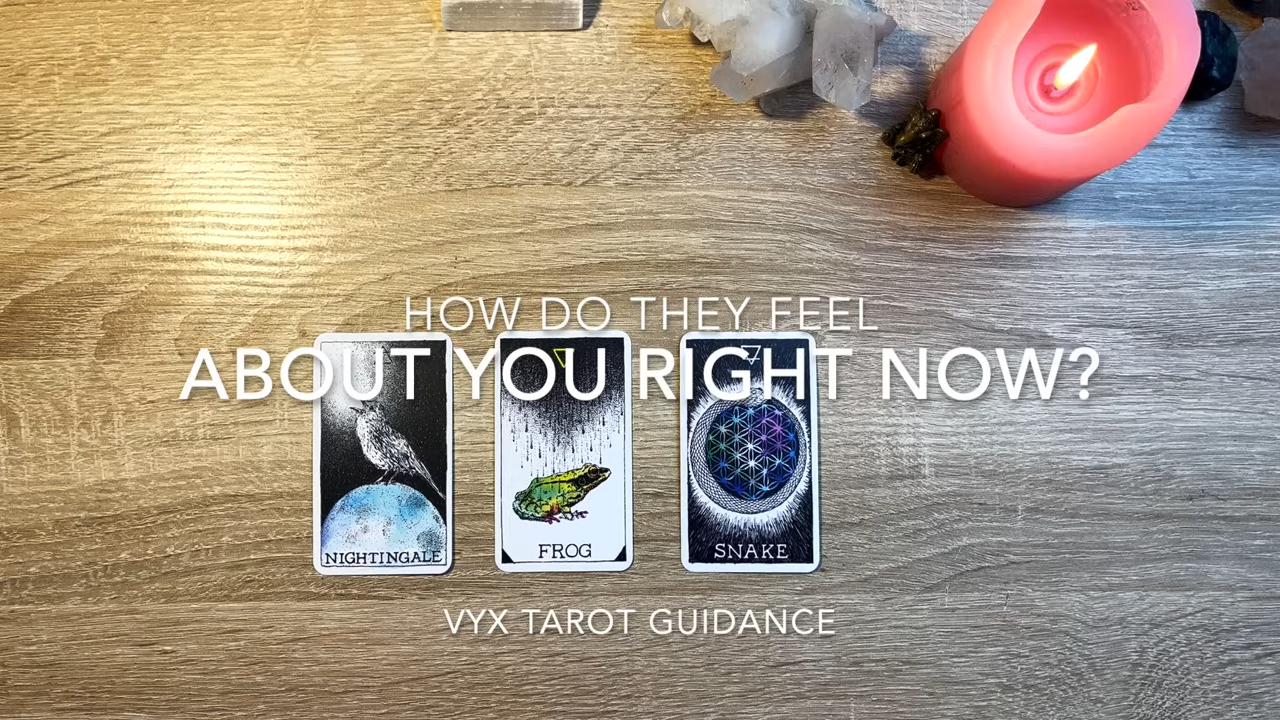 HOW DO THEY FEEL
ABOUT YOU RIGHT NOW?
NIGHTINGALE
FROG
SNAKE
VYX TAROT GUIDANCE